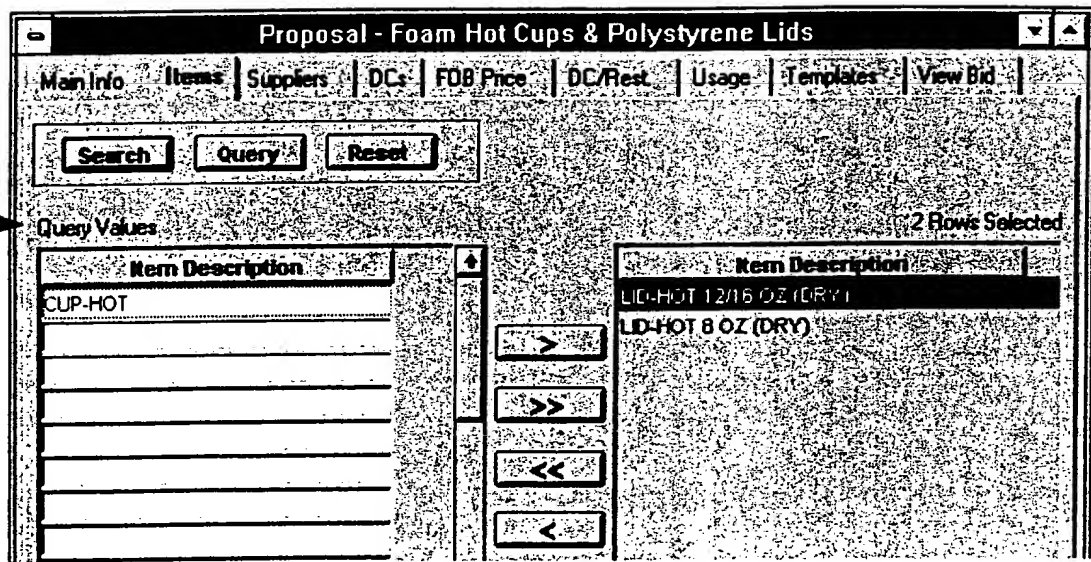 Proposal - Foam Hot Cups & Polystyrene Lids
Main Info Items Suppliers DCs FOB Price DC/Rest. Usage Templates View Bid
Search Query Reset
Query Values 2 Rows Selected
Item Description Item Description
CUP-HOT LID-HOT 12/16 OZ (DRY)
LID-HOT 8 OZ (DRY)
>
>>
<<
<